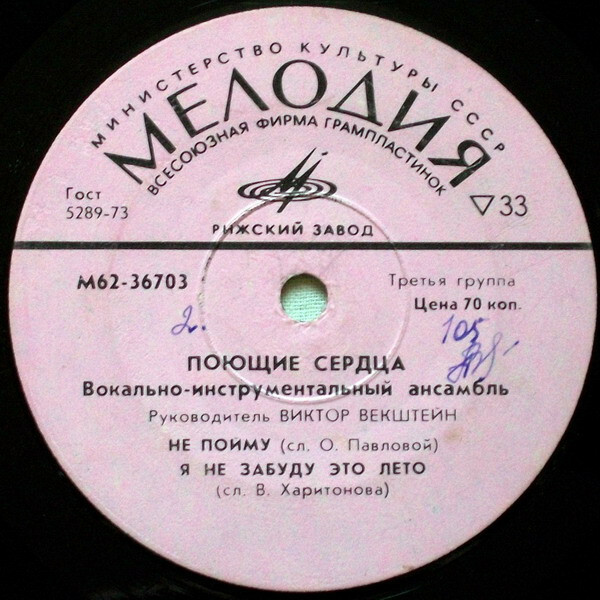 МИНИСТЕРСТВО КУЛЬТУРЫ СССР
МЕЛОДИЯ
ВСЕСОЮЗНАЯ ФИРМА ГРАМПЛАСТИНОК
Гост
5289-73
33
РИЖСКИЙ ЗАВОД
М62-36703
Третья группа
Цена 70 коп.
2.
105
ПОЮЩИЕ СЕРДЦА
Вокально-инструментальный ансамбль
Руководитель ВИКТОР ВЕКШТЕЙН
НЕ ПОЙМУ (сл. О. Павловой)
Я НЕ ЗАБУДУ ЭТО ЛЕТО
(сл. В. Харитонова)